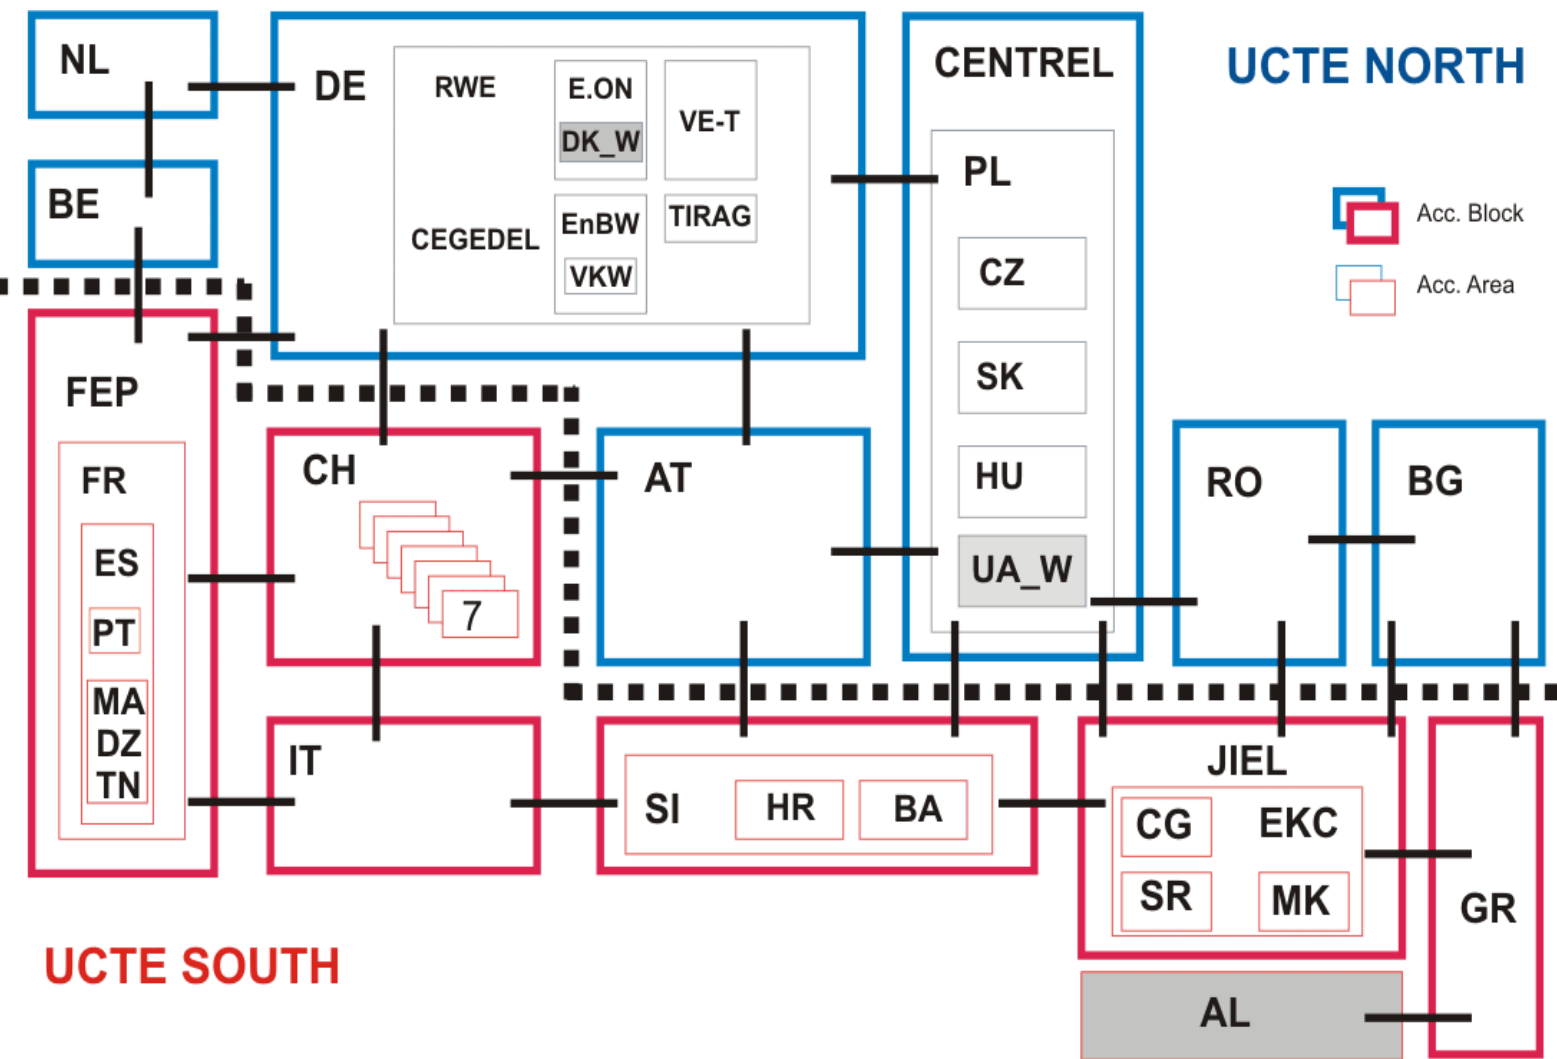 NL
DE
RWE
E.ON
DK_W
VE-T
CEGEDEL
EnBW
VKW
TIRAG
CENTREL
PL
CZ
SK
HU
UA_W
UCTE NORTH
Acc. Block
Acc. Area
BE
FEP
FR
ES
PT
MA
DZ
TN
CH
7
AT
RO
BG
IT
SI
HR
BA
JIEL
CG
EKC
SR
MK
GR
AL
UCTE SOUTH